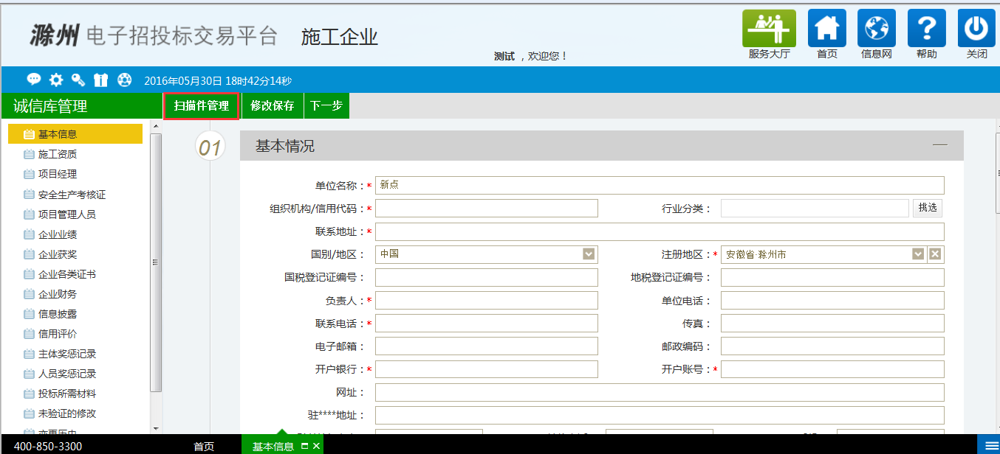 滁州 电子招投标交易平台 施工企业
测试 ，欢迎您！
服务大厅 首页 信息网 帮助 关闭
2016年05月30日 18时42分14秒
诚信库管理 扫描件管理 修改保存 下一步
基本信息
施工资质
项目经理
安全生产考核证
项目管理人员
企业业绩
企业获奖
企业各类证书
企业财务
信息披露
信用评价
主体奖惩记录
人员奖惩记录
投标所需材料
未验证的修改
变更历史
01 基本情况
单位名称：* 新点
组织机构/信用代码：* 行业分类： 挑选
联系地址：*
国别/地区： 中国 注册地区：* 安徽省·滁州市
国税登记证编号： 地税登记证编号：
负责人：* 单位电话：
联系电话：* 传真：
电子邮箱： 邮政编码：
开户银行：* 开户账号：*
网址：
驻****地址：
400-850-3300 首页 基本信息